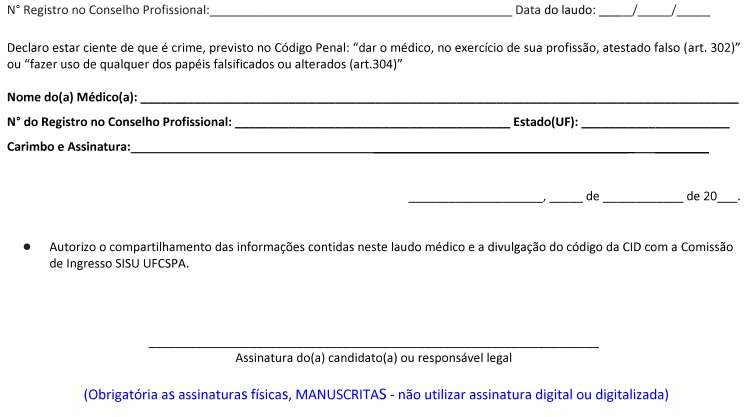 N° Registro no Conselho Profissional:___________________________________________ Data do laudo: _____/_____/_____
Declaro estar ciente de que é crime, previsto no Código Penal: “dar o médico, no exercício de sua profissão, atestado falso (art. 302)”
ou “fazer uso de qualquer dos papéis falsificados ou alterados (art.304)”
Nome do(a) Médico(a): ______________________________________________________________________________________
N° do Registro no Conselho Profissional: ________________________________________ Estado(UF): _____________________
Carimbo e Assinatura:___________________________________________________________________________________
____________________, _____ de ____________ de 20___.
● Autorizo o compartilhamento das informações contidas neste laudo médico e a divulgação do código da CID com a Comissão
de Ingresso SISU UFCSPA.
_________________________________________________________________
Assinatura do(a) candidato(a) ou responsável legal
(Obrigatória as assinaturas físicas, MANUSCRITAS - não utilizar assinatura digital ou digitalizada)